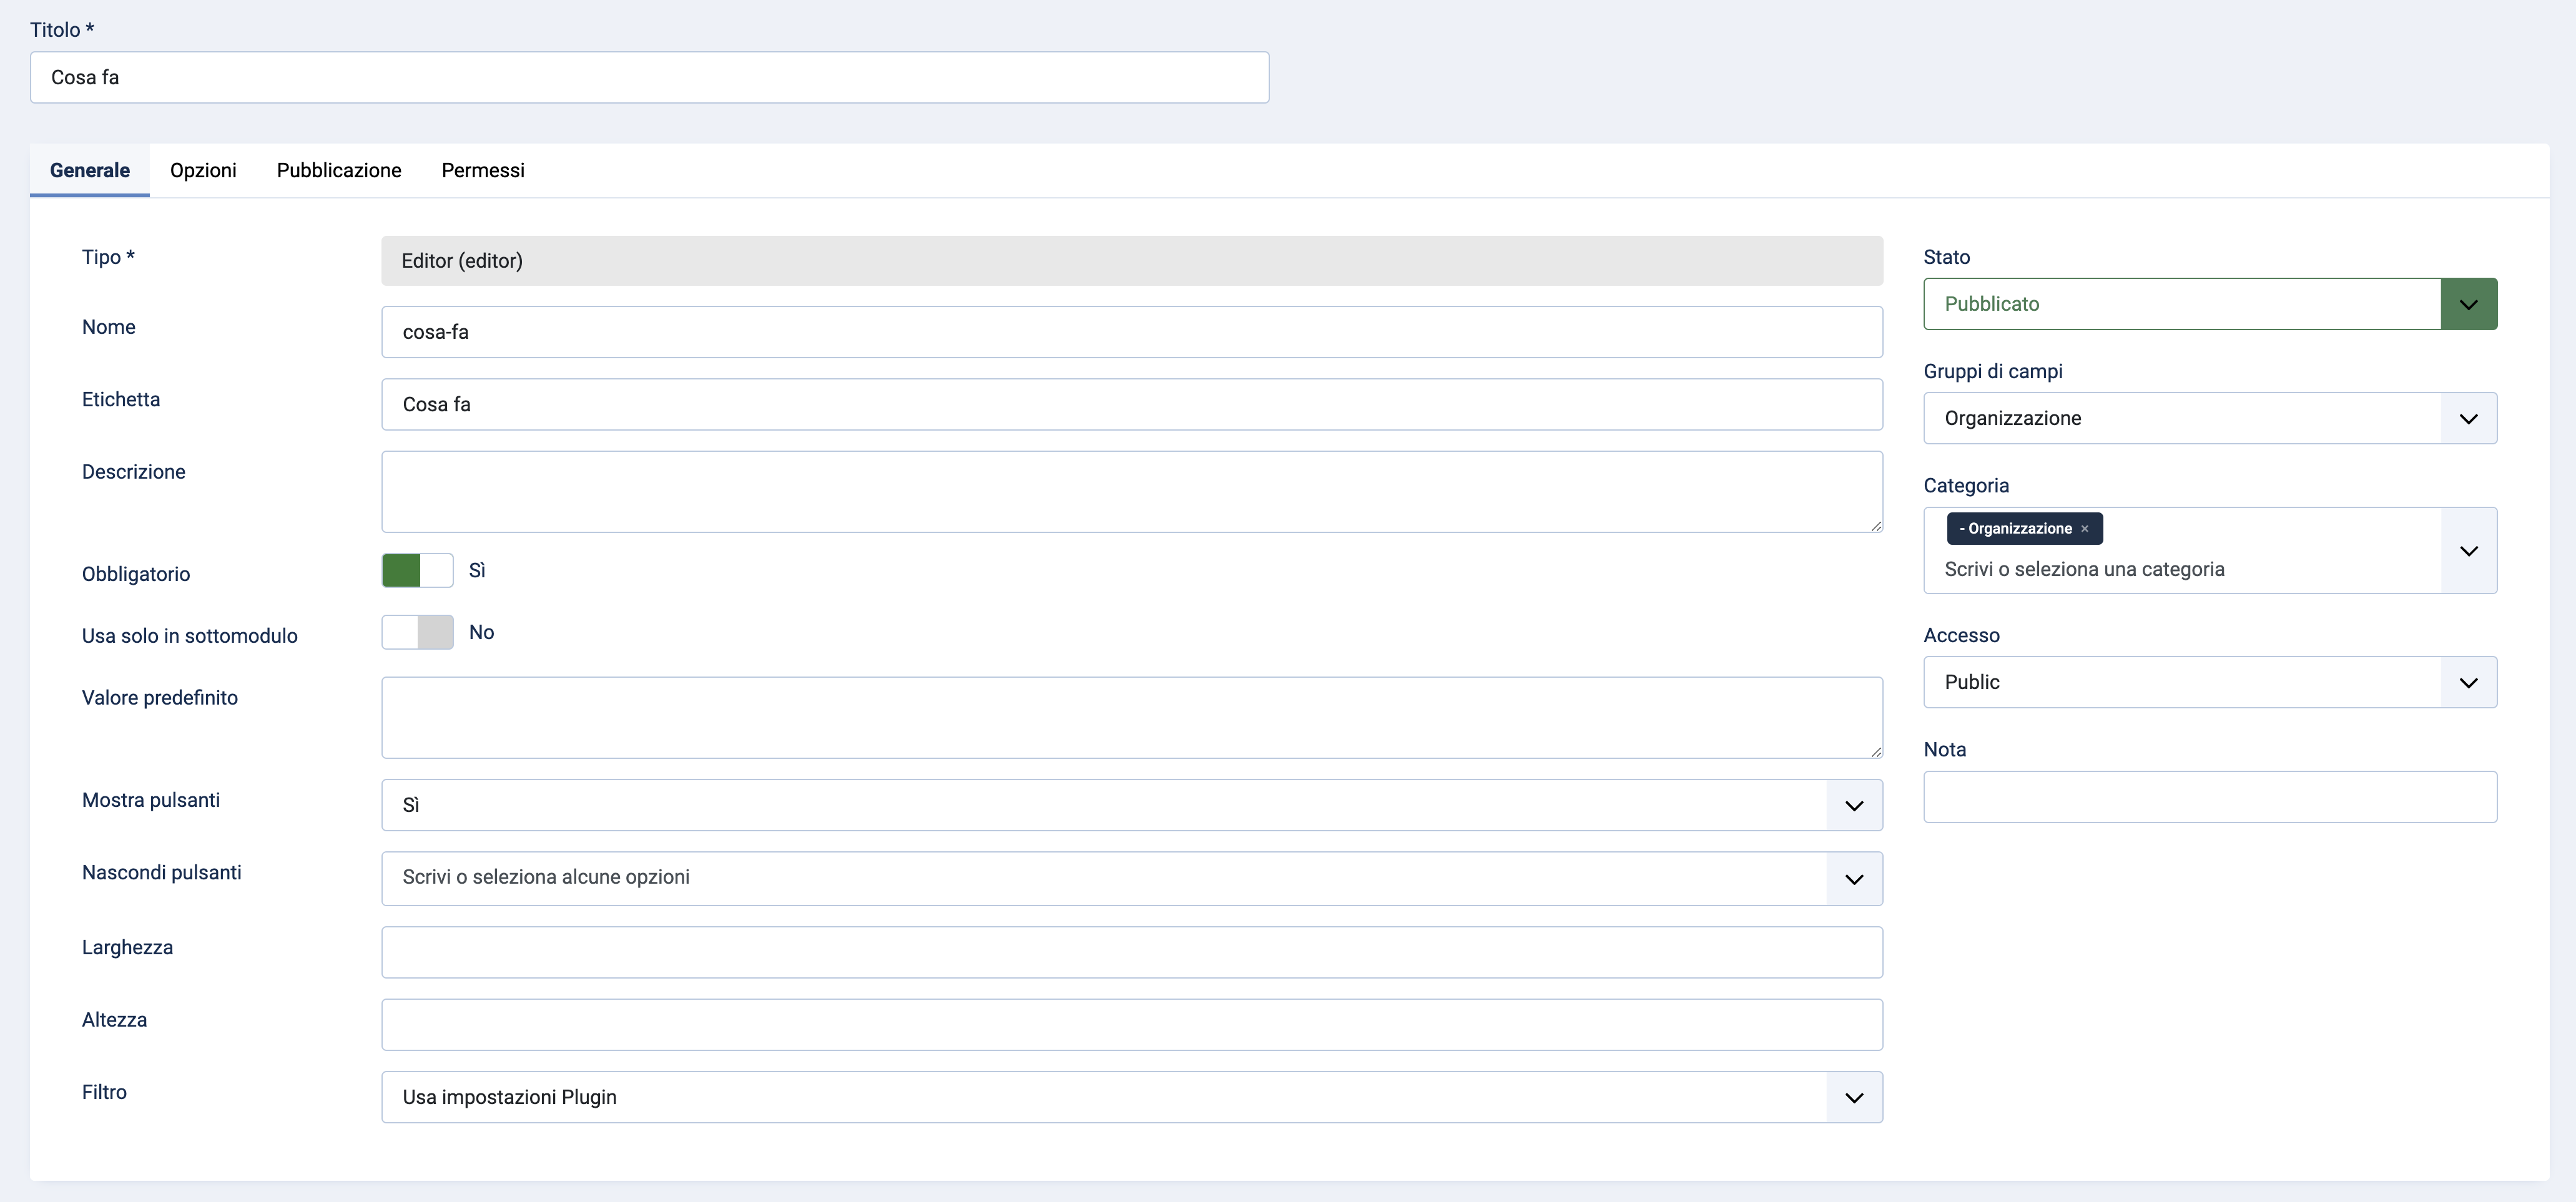 Titolo *
Cosa fa
Generale Opzioni Pubblicazione Permessi
Tipo *
Editor (editor)
Nome
cosa-fa
Etichetta
Cosa fa
Descrizione
Obbligatorio
Sì
Usa solo in sottomodulo
No
Valore predefinito
Mostra pulsanti
Sì
Nascondi pulsanti
Scrivi o seleziona alcune opzioni
Larghezza
Altezza
Filtro
Usa impostazioni Plugin
Stato
Pubblicato
Gruppi di campi
Organizzazione
Categoria
- Organizzazione ×
Scrivi o seleziona una categoria
Accesso
Public
Nota